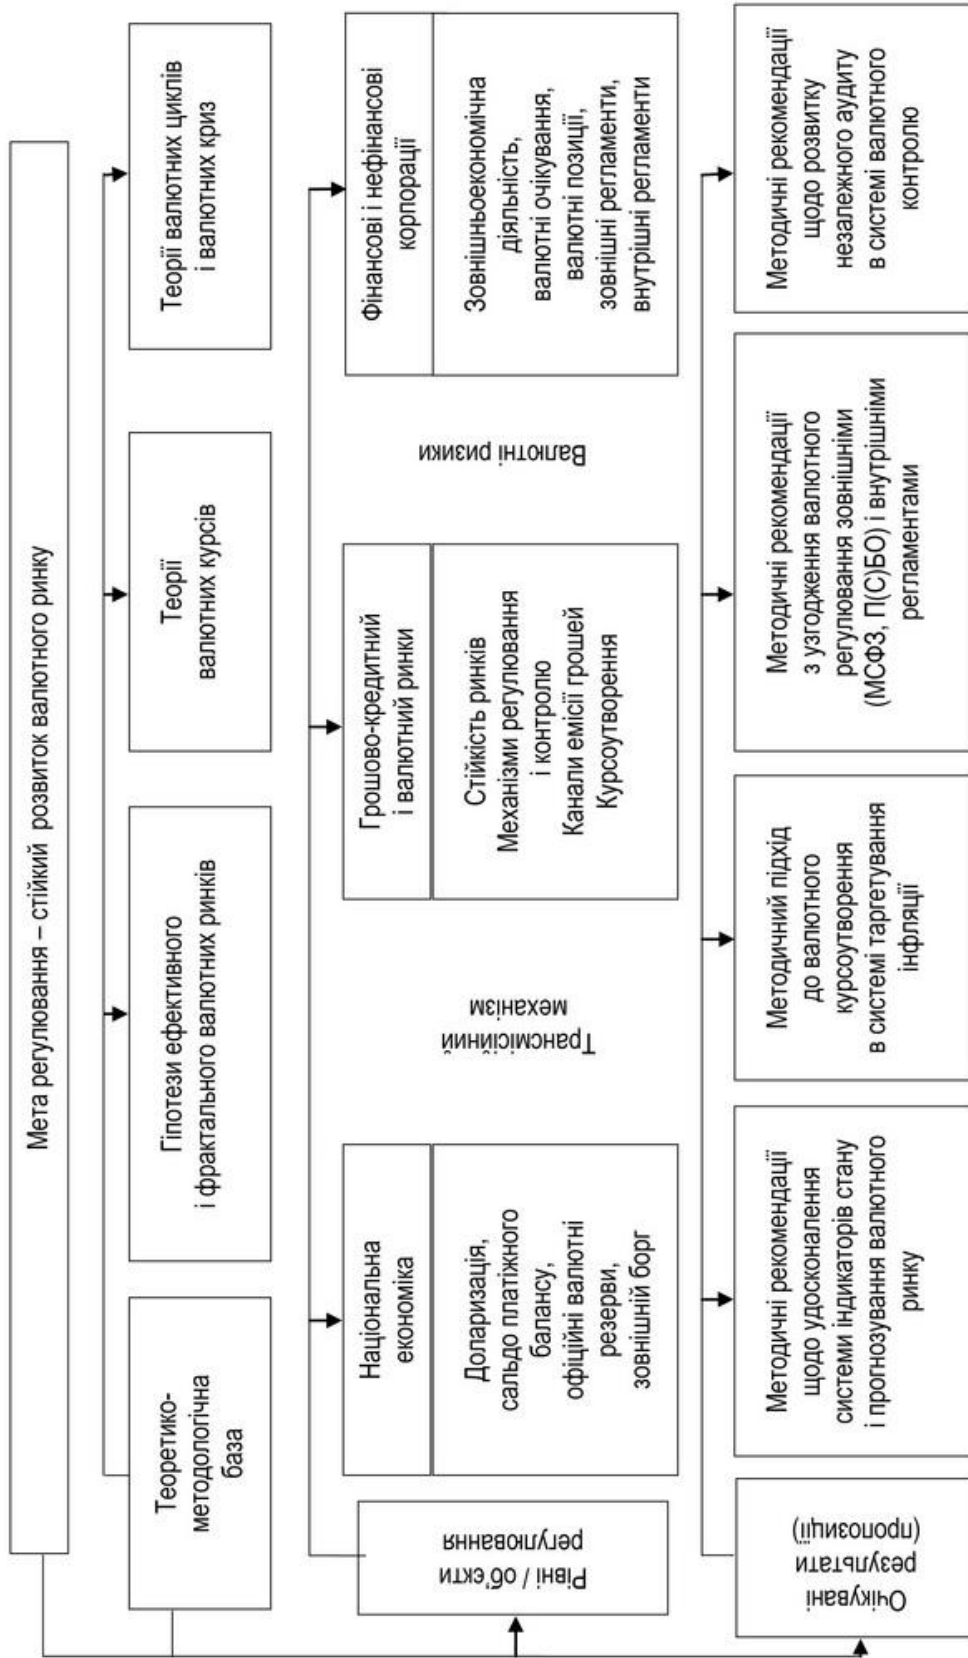 Мета регулювання – стійкий розвиток валютного ринку
Теоретико-
методологічна
база
Гіпотези ефективного
і фрактального валютних ринків
Теорії
валютних курсів
Теорії валютних циклів
і валютних криз
Рівні / об'єкти
регулювання
Національна
економіка
Доларизація,
сальдо платіжного
балансу,
офіційні валютні
резерви,
зовнішній борг
Трансмісійний
механізм
Грошово-кредитний
і валютний ринки
Стійкість ринків
Механізми регулювання
і контролю
Канали емісії грошей
Курсоутворення
Валютні ризики
Фінансові і нефінансові
корпорації
Зовнішньоекономічна
діяльність,
валютні очікування,
валютні позиції,
зовнішні регламенти,
внутрішні регламенти
Очікувані
результати
(пропозиції)
Методичні рекомендації
щодо удосконалення
системи індикаторів стану
і прогнозування валютного
ринку
Методичний підхід
до валютного
курсоутворення
в системі таргетування
інфляції
Методичні рекомендації
з узгодження валютного
регулювання зовнішніми
(МСФЗ, П(С)БО) і внутрішніми
регламентами
Методичні рекомендації
щодо розвитку
незалежного аудиту
в системі валютного
контролю